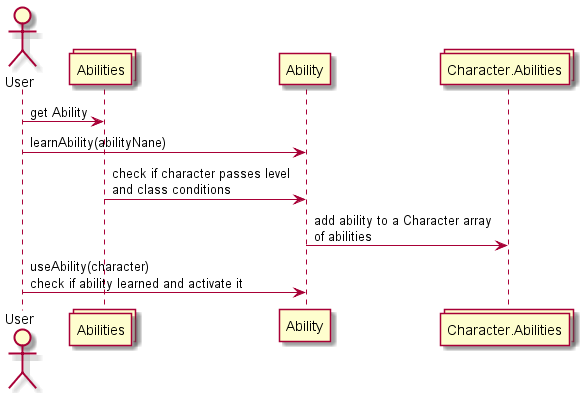 User
Abilities
Ability
Character.Abilities
get Ability
learnAbility(abilityNane)
check if character passes level
and class conditions
add ability to a Character array
of abilities
useAbility(character)
check if ability learned and activate it
User
Abilities
Ability
Character.Abilities